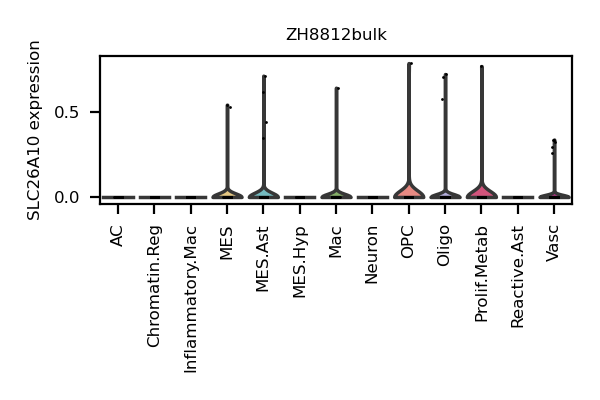 ZH8812bulk
SLC26A10 expression
0.5
0.0
AC
Chromatin.Reg
Inflammatory.Mac
MES
MES.Ast
MES.Hyp
Mac
Neuron
OPC
Oligo
Prolif.Metab
Reactive.Ast
Vasc